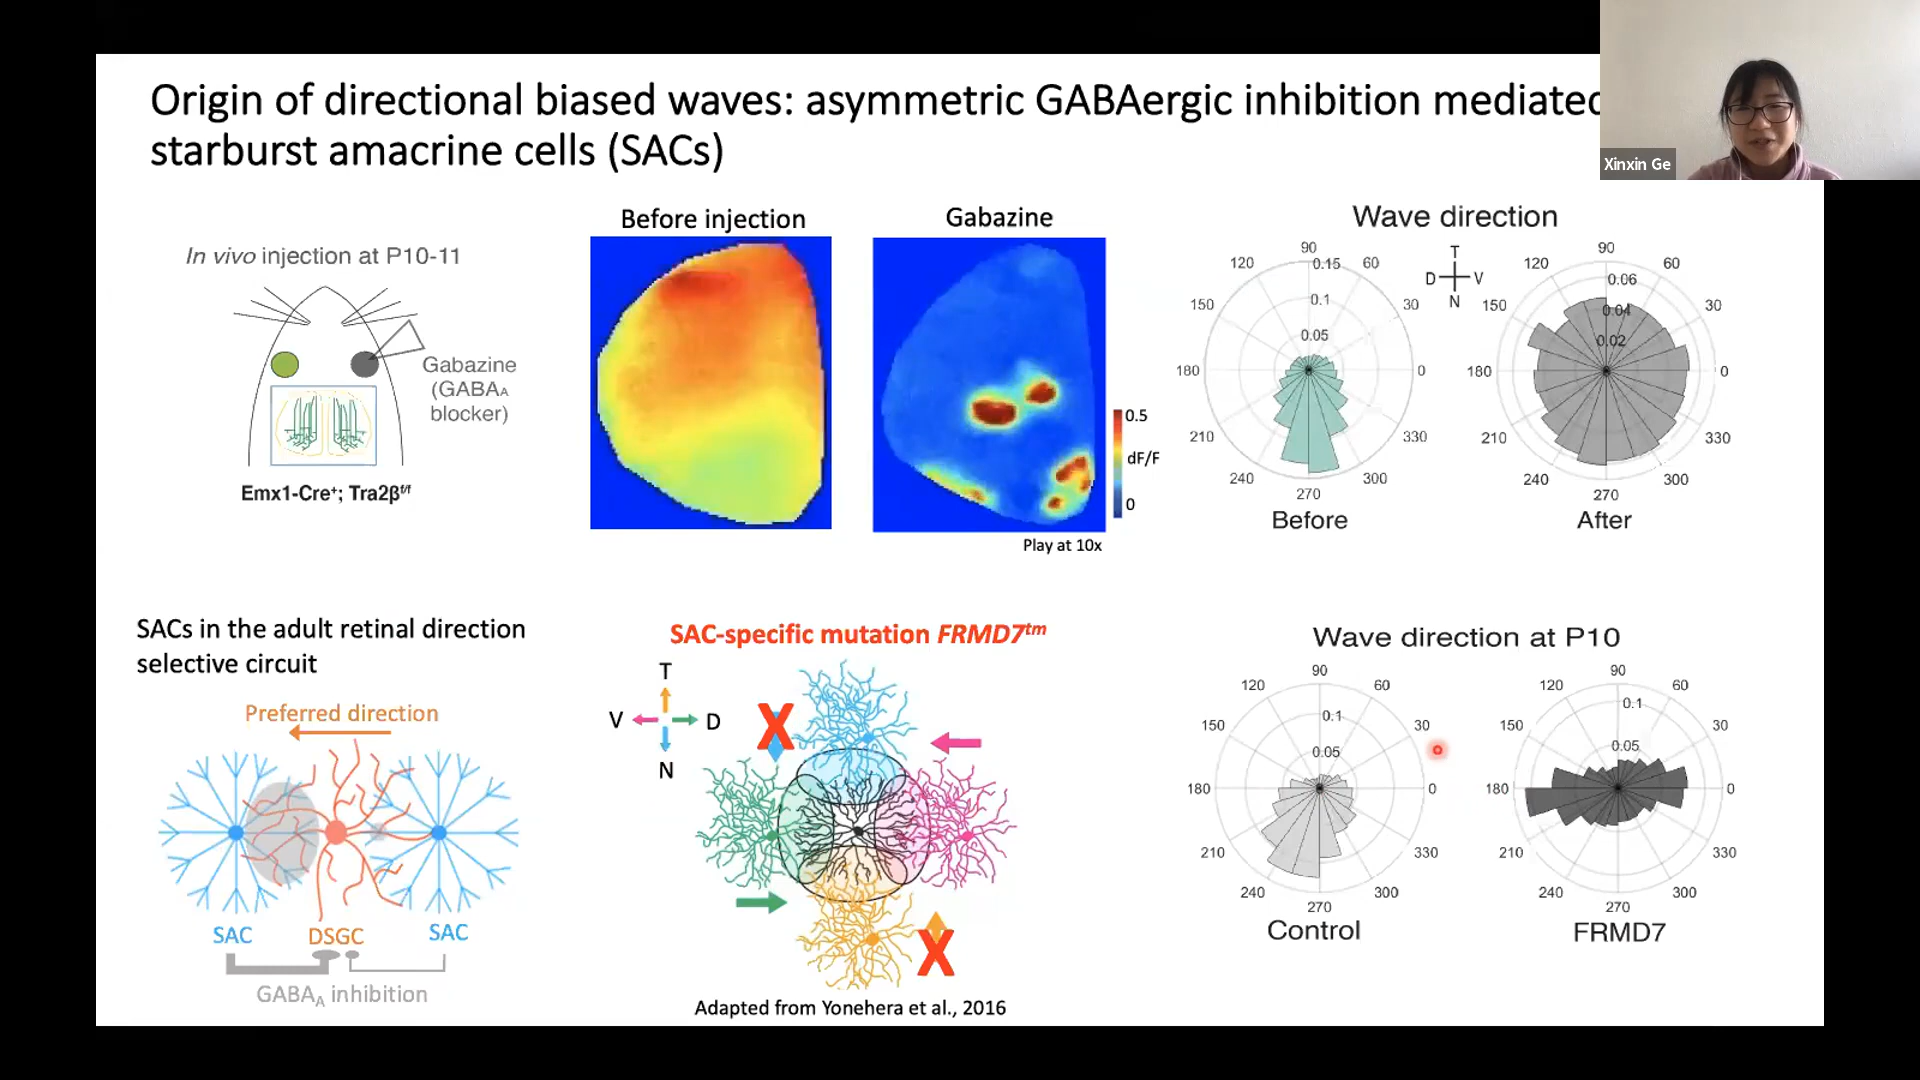 Origin of directional biased waves: asymmetric GABAergic inhibition mediated
starburst amacrine cells (SACs)
Xinxin Ge
In vivo injection at P10-11
Gabazine
(GABAA
blocker)
Emx1-Cre⁺; Tra2βᶠ/ᶠ
Before injection
Gabazine
0.5
dF/F
0
Play at 10x
Wave direction
90
120
0.15
60
0.1
150
30
0.05
180
0
210
330
240
300
270
Before
T
D
V
N
90
120
60
0.06
150
30
0.04
0.02
180
0
210
330
240
300
270
After
SACs in the adult retinal direction
selective circuit
Preferred direction
SAC
DSGC
SAC
GABAA inhibition
SAC-specific mutation FRMD7ᵗᵐ
T
V
D
N
X
X
Adapted from Yonehera et al., 2016
Wave direction at P10
90
120
60
0.1
150
30
0.05
180
0
210
330
240
300
270
Control
90
120
60
0.1
150
30
0.05
180
0
210
330
240
300
270
FRMD7